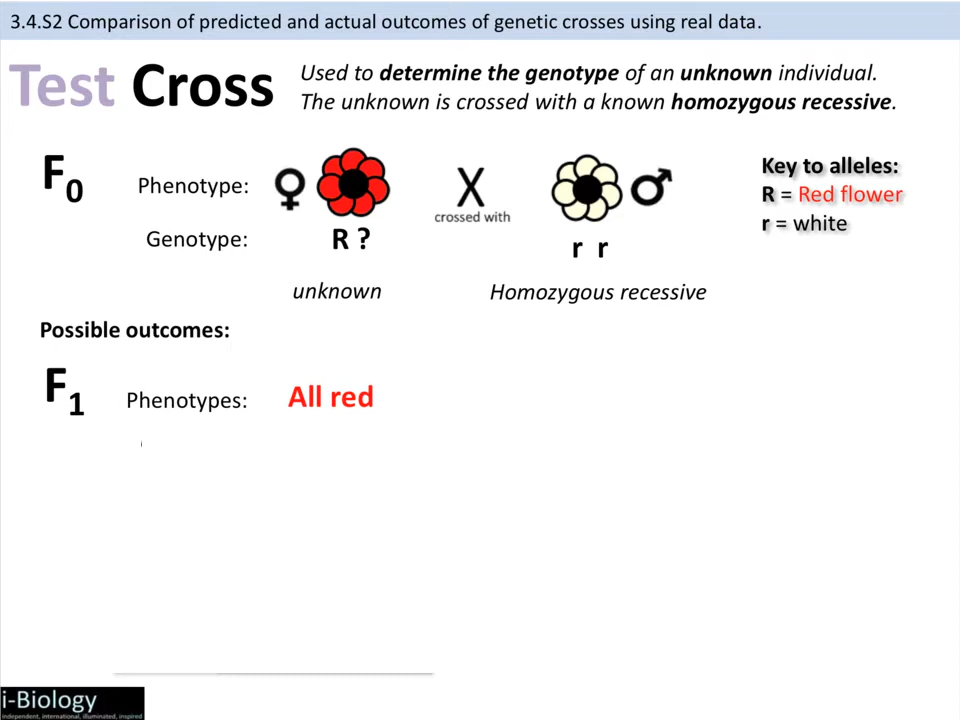 3.4.S2 Comparison of predicted and actual outcomes of genetic crosses using real data.
Test Cross
Used to determine the genotype of an unknown individual.
The unknown is crossed with a known homozygous recessive.
F0
Phenotype:
X
crossed with
Key to alleles:
R = Red flower
r = white
Genotype:
R ?
r r
unknown
Homozygous recessive
Possible outcomes:
F1
Phenotypes:
All red
i-Biology
independent, international, illuminated, inspired